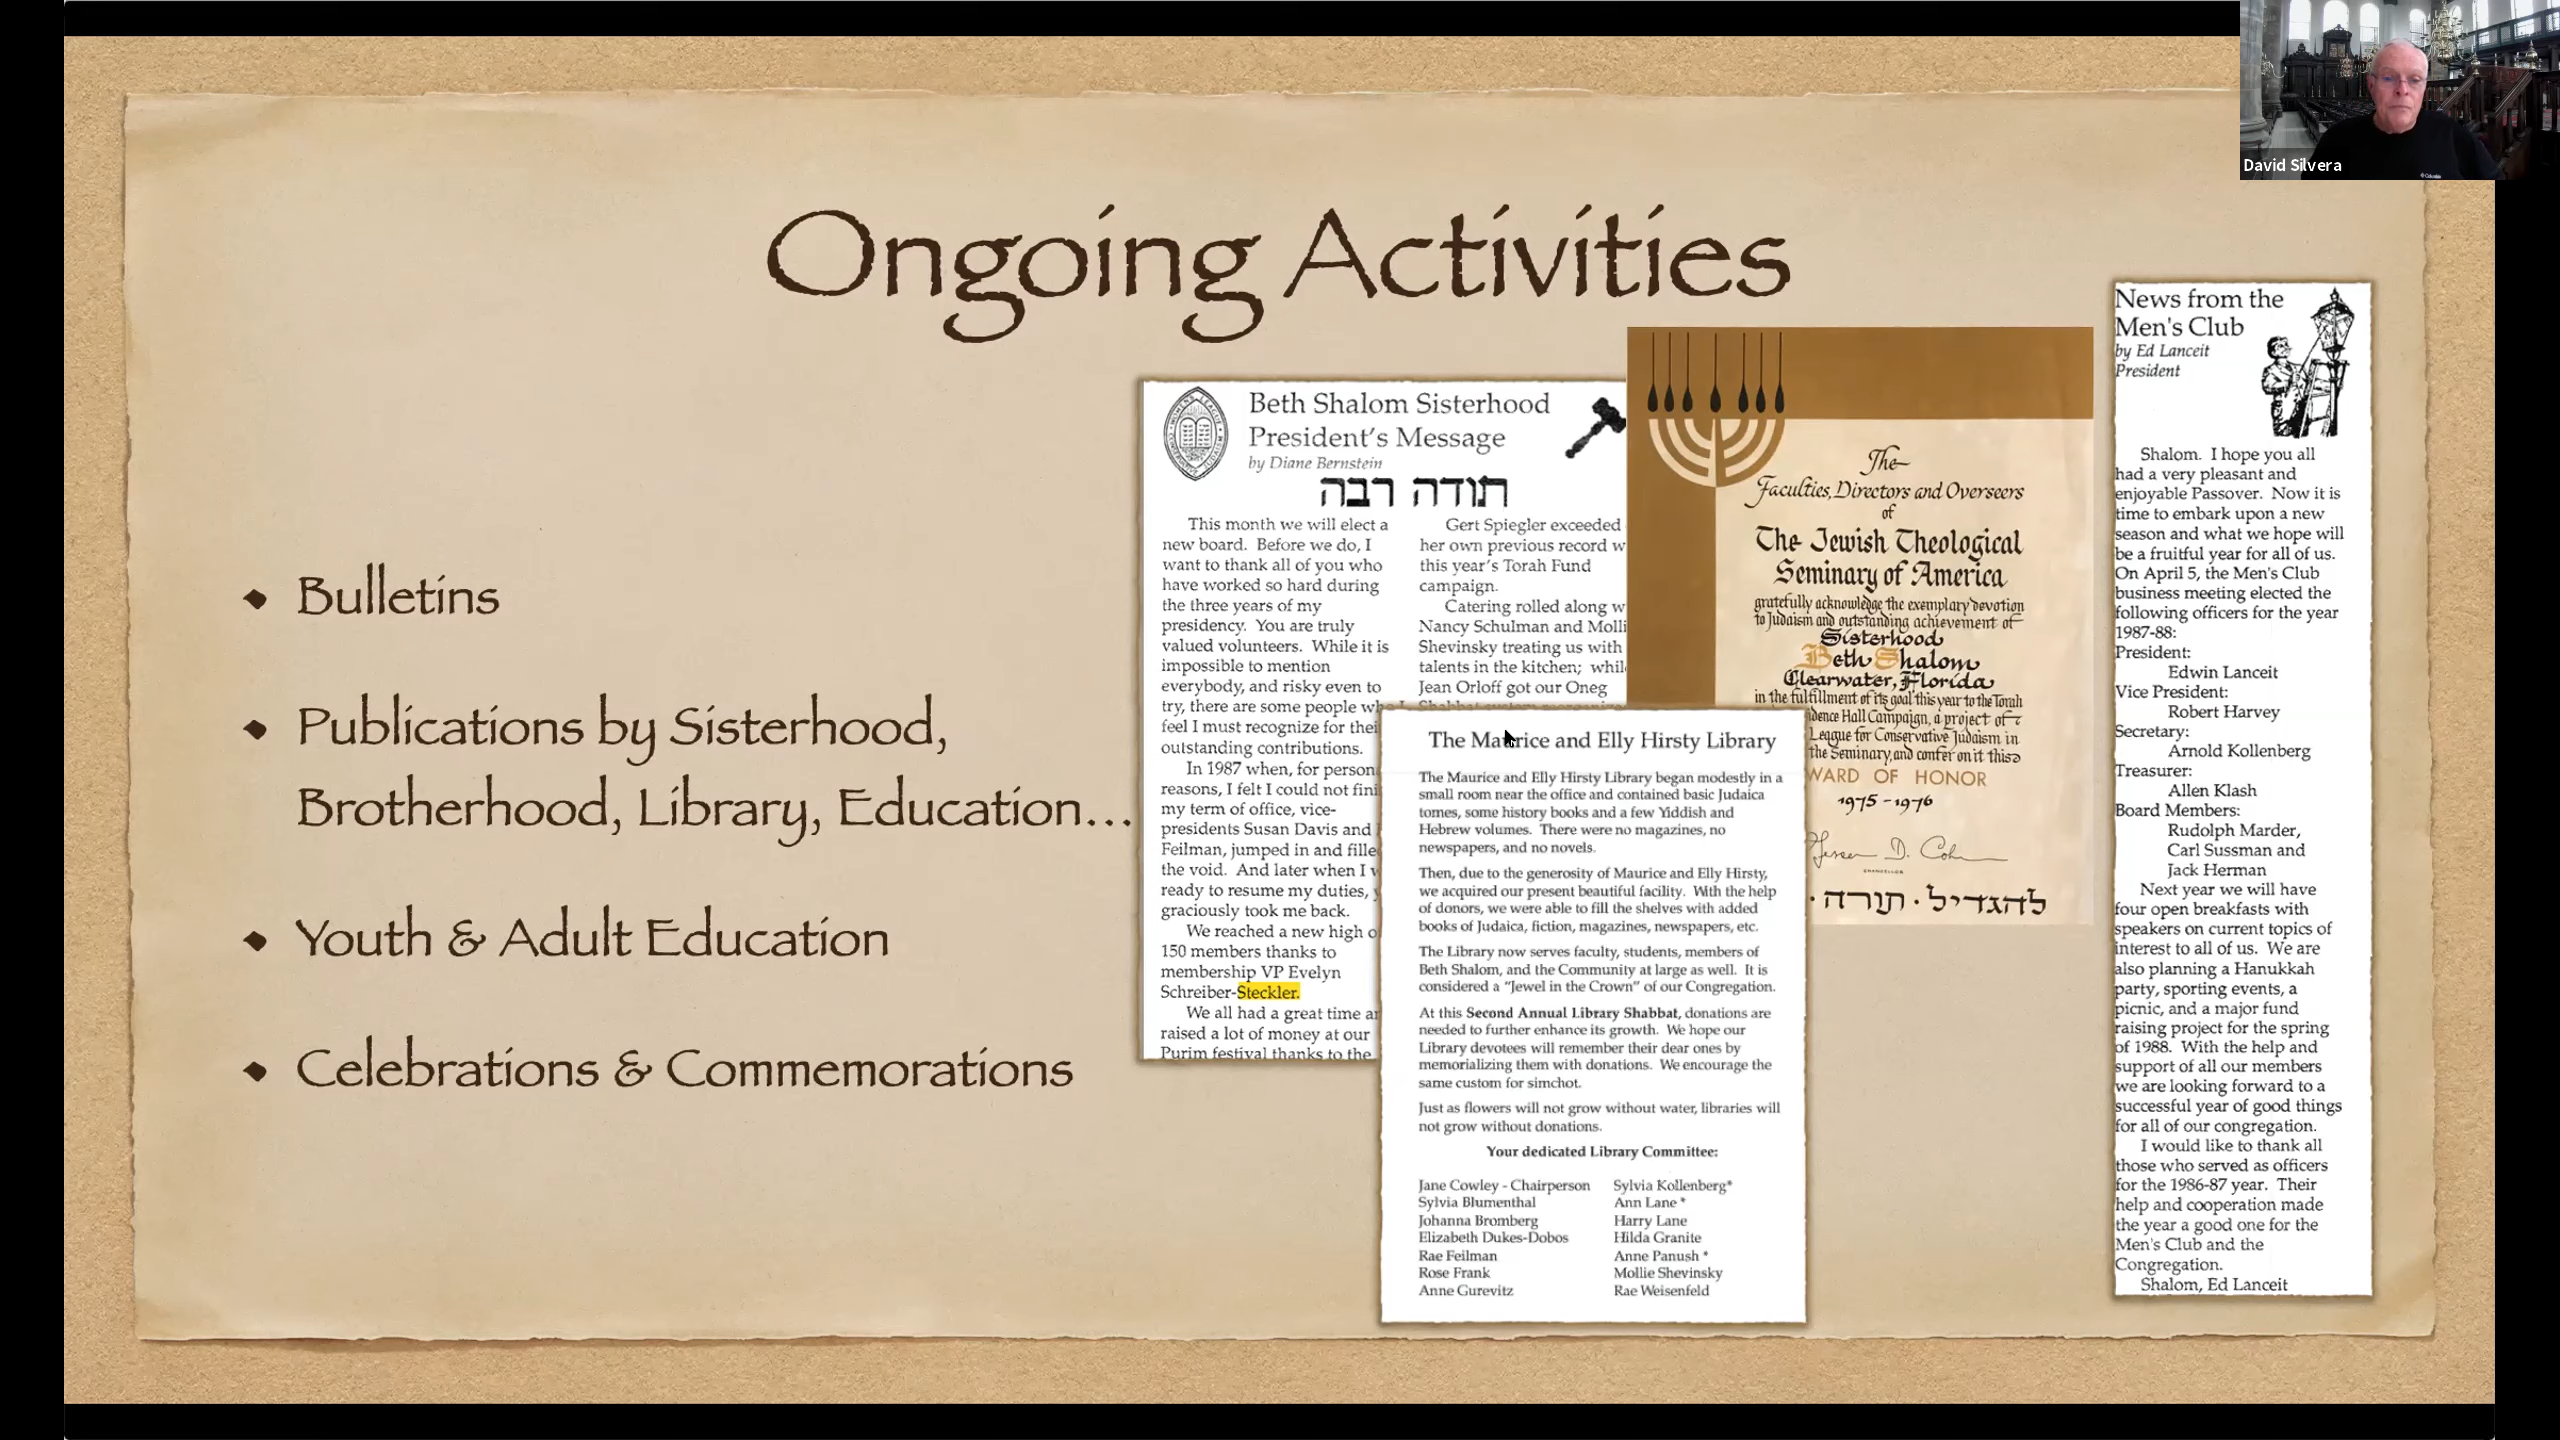 David Silvera
Ongoing Activities
• Bulletins
• Publications by Sisterhood,
Brotherhood, Library, Education…
• Youth & Adult Education
• Celebrations & Commemorations
Beth Shalom Sisterhood
President's Message
by Diane Bernstein
תודה רבה
This month we will elect a
new board. Before we do, I
want to thank all of you who
have worked so hard during
the three years of my
presidency. You are truly
valued volunteers. While it is
impossible to mention
everybody, and risky even to
try, there are some people
feel I must recognize for
outstanding contributions.
In 1987 when, for
reasons, I felt I could not
my term of office, vice-
presidents Susan Davis and
Feilman, jumped in and
the void. And later when I
ready to resume my duties,
graciously took me back.
We reached a new high
150 members thanks to
membership VP Evelyn
Schreiber-Steckler.
We all had a great time
raised a lot of money at our
Purim festival thanks to the
Gert Spiegler exceeded
her own previous record
this year's Torah Fund
campaign.
Catering rolled along
Nancy Schulman and
Shevinsky treating us with
talents in the kitchen;
Jean Orloff got our Oneg
The
Faculties, Directors and Overseers
of
The Jewish Theological
Seminary of America
gratefully acknowledge the exemplary devotion
to Judaism and outstanding achievement of
Sisterhood
Beth Shalom
Clearwater, Florida
in the fulfillment of its goal this year to the Torah
Hall Campaign, a project of
League for Conservative Judaism in
the Seminary, and confer on it this
WARD OF HONOR
1975-1976
CHANCELLOR
להגדיל · תורה ·
The Maurice and Elly Hirsty Library
The Maurice and Elly Hirsty Library began modestly in a
small room near the office and contained basic Judaica
tomes, some history books and a few Yiddish and
Hebrew volumes. There were no magazines, no
newspapers, and no novels.
Then, due to the generosity of Maurice and Elly Hirsty,
we acquired our present beautiful facility. With the help
of donors, we were able to fill the shelves with added
books of Judaica, fiction, magazines, newspapers, etc.
The Library now serves faculty, students, members of
Beth Shalom, and the Community at large as well. It is
considered a "Jewel in the Crown" of our Congregation.
At this Second Annual Library Shabbat, donations are
needed to further enhance its growth. We hope our
Library devotees will remember their dear ones by
memorializing them with donations. We encourage the
same custom for simchot.
Just as flowers will not grow without water, libraries will
not grow without donations.
Your dedicated Library Committee:
Jane Cowley - Chairperson
Sylvia Blumenthal
Johanna Bromberg
Elizabeth Dukes-Dobos
Rae Feilman
Rose Frank
Anne Gurevitz
Sylvia Kollenberg*
Ann Lane *
Harry Lane
Hilda Granite
Anne Panush *
Mollie Shevinsky
Rae Weisenfeld
News from the
Men's Club
by Ed Lanceit
President
Shalom. I hope you all
had a very pleasant and
enjoyable Passover. Now it is
time to embark upon a new
season and what we hope will
be a fruitful year for all of us.
On April 5, the Men's Club
business meeting elected the
following officers for the year
1987-88:
President:
Edwin Lanceit
Vice President:
Robert Harvey
Secretary:
Arnold Kollenberg
Treasurer:
Allen Klash
Board Members:
Rudolph Marder,
Carl Sussman and
Jack Herman
Next year we will have
four open breakfasts with
speakers on current topics of
interest to all of us. We are
also planning a Hanukkah
party, sporting events, a
picnic, and a major fund
raising project for the spring
of 1988. With the help and
support of all our members
we are looking forward to a
successful year of good things
for all of our congregation.
I would like to thank all
those who served as officers
for the 1986-87 year. Their
help and cooperation made
the year a good one for the
Men's Club and the
Congregation.
Shalom, Ed Lanceit